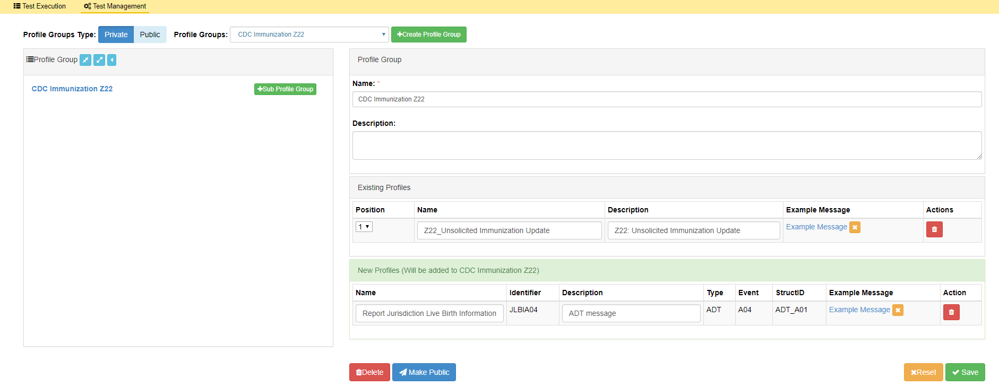 Test Execution Test Management
Profile Groups Type: Private Public Profile Groups: CDC Immunization Z22 Create Profile Group
Profile Group
CDC Immunization Z22 Sub Profile Group
Profile Group
Name: *
CDC Immunization Z22
Description:
Existing Profiles
Position Name Description Example Message Actions
1 Z22_Unsolicited Immunization Update Z22: Unsolicited Immunization Update Example Message
New Profiles (Will be added to CDC Immunization Z22)
Name Identifier Description Type Event StructID Example Message Action
Report Jurisdiction Live Birth Information JLBIA04 ADT message ADT A04 ADT_A01 Example Message
Delete Make Public Reset Save